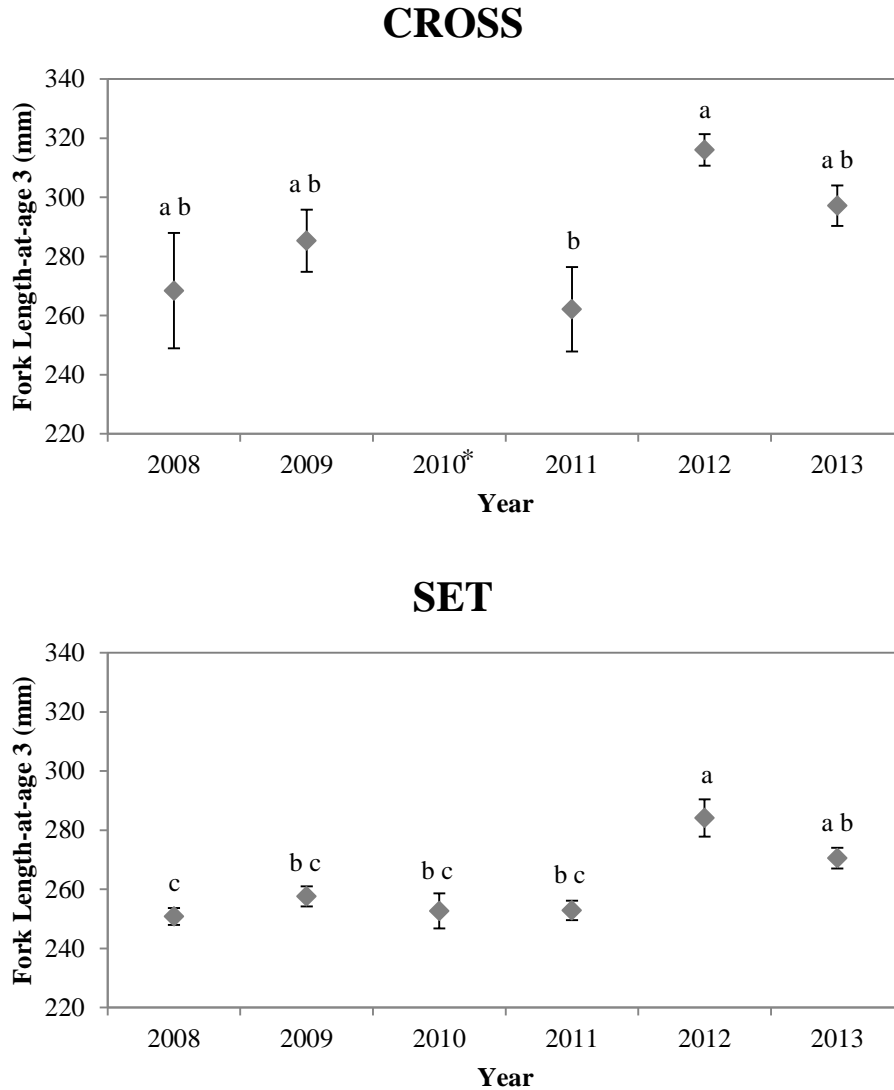 CROSS
Fork Length-at-age 3 (mm)
340
320
300
280
260
240
220
a b
a b
b
a
a b
2008 2009 2010* 2011 2012 2013
Year
SET
Fork Length-at-age 3 (mm)
340
320
300
280
260
240
220
c
b c
b c
b c
a
a b
2008 2009 2010 2011 2012 2013
Year